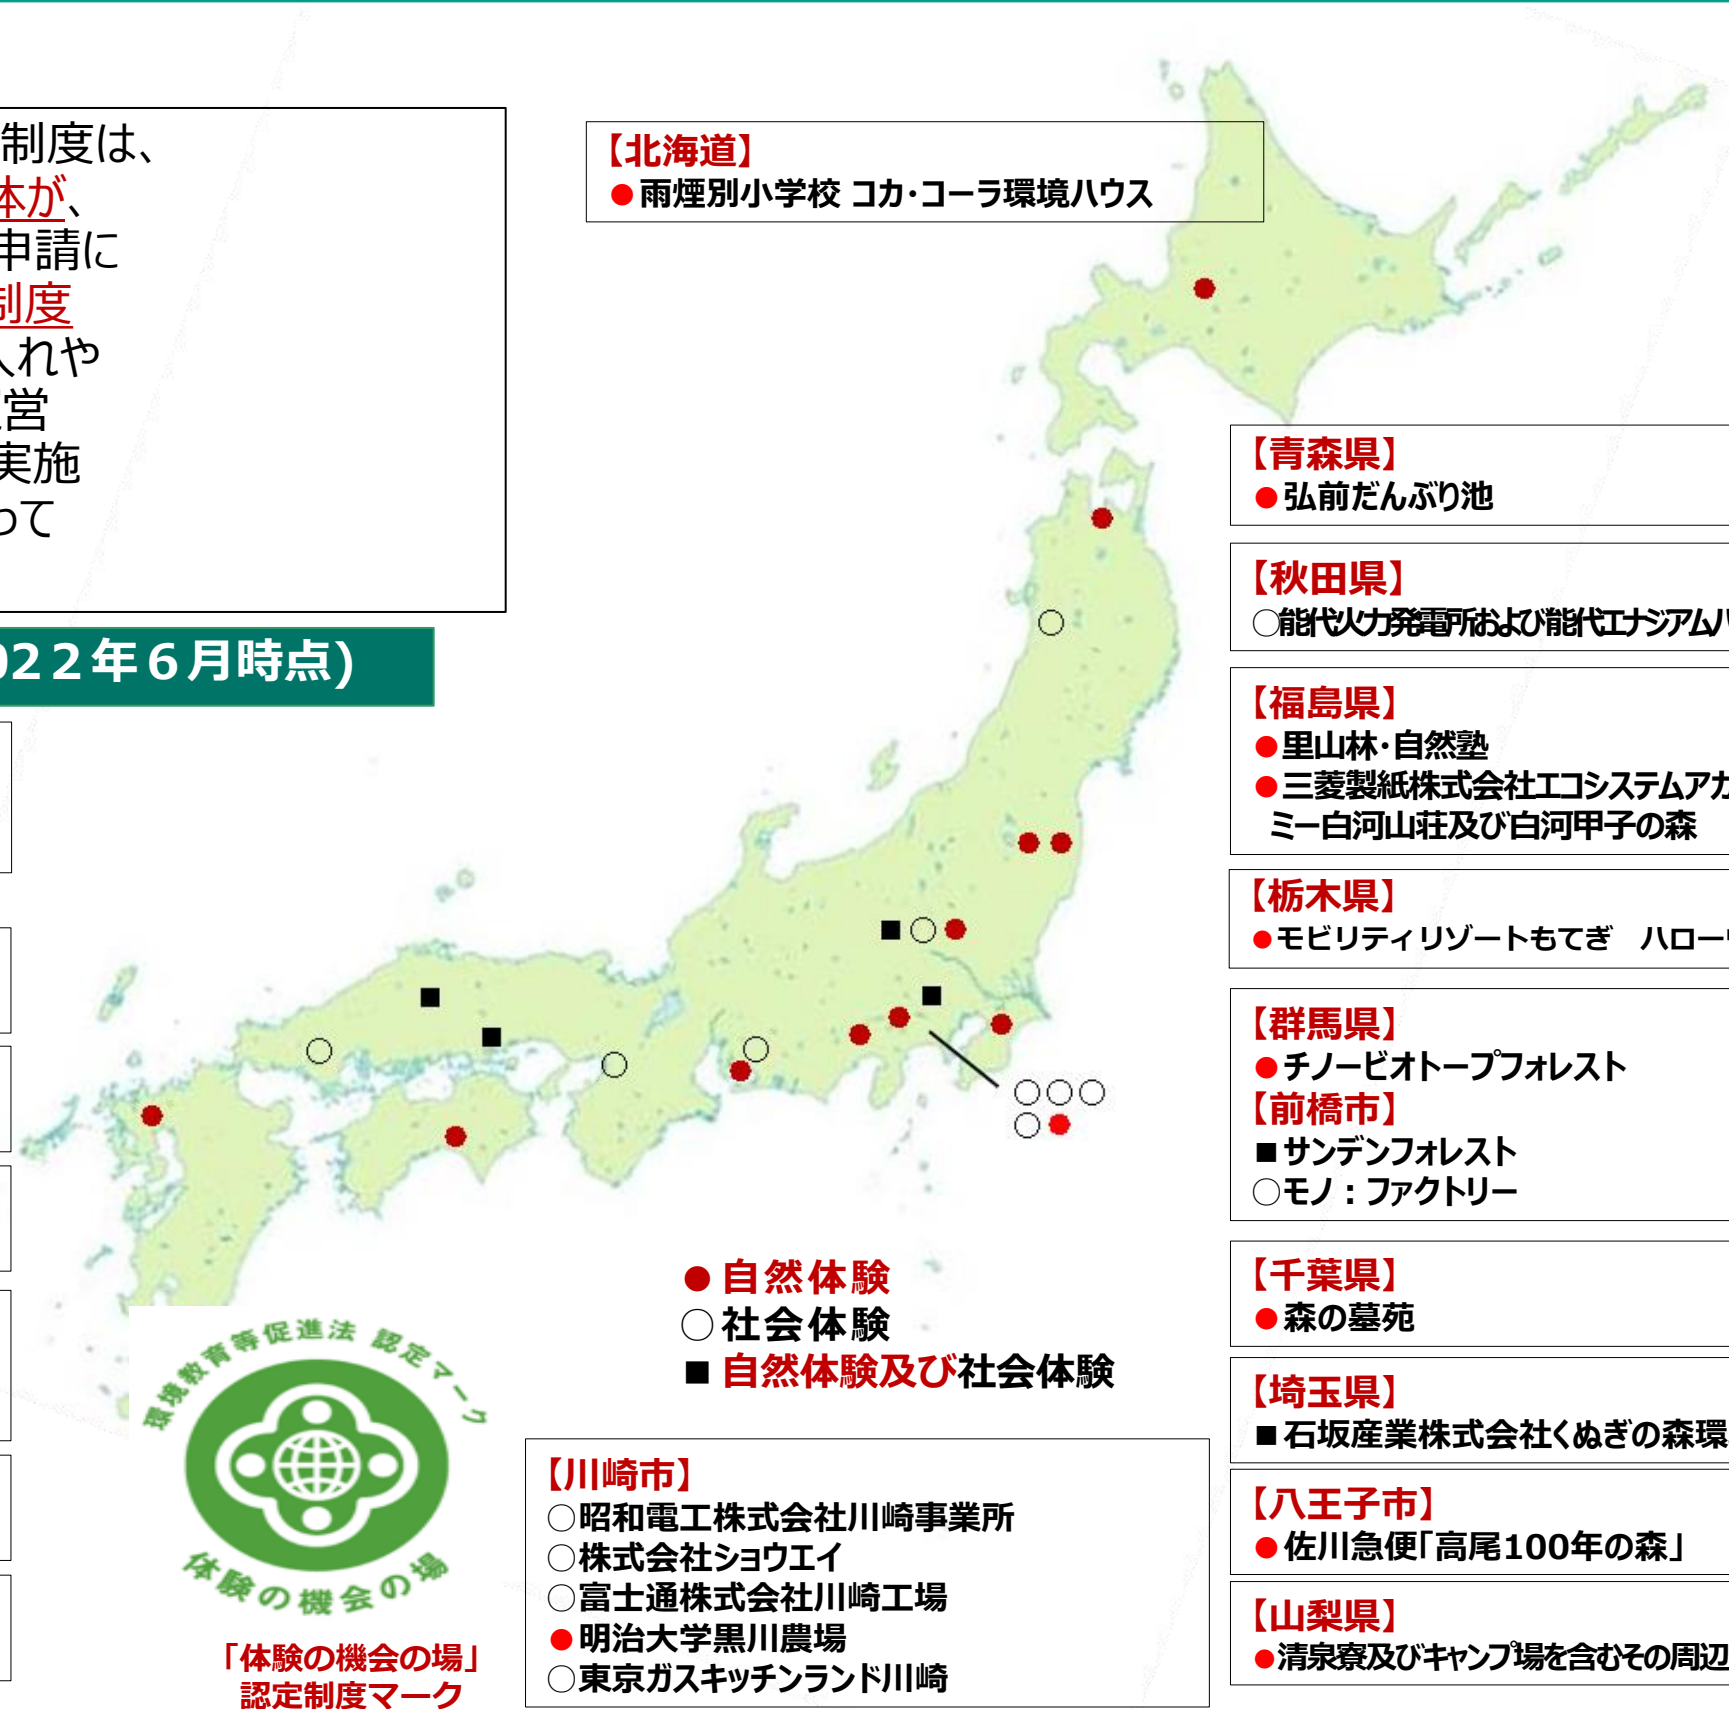 制度は、
体が、
申請に
制度
入れや
営
実施
って
022年6月時点)
【北海道】
●雨煙別小学校 コカ・コーラ環境ハウス
【青森県】
●弘前だんぶり池
【秋田県】
○能代火力発電所および能代エナジアムパ
【福島県】
●里山林・自然塾
●三菱製紙株式会社エコシステムアカ
ミー白河山荘及び白河甲子の森
【栃木県】
●モビリティリゾートもてぎ　ハロー
【群馬県】
●チノービオトープフォレスト
【前橋市】
■サンデンフォレスト
○モノ：ファクトリー
【千葉県】
●森の墓苑
【埼玉県】
■石坂産業株式会社くぬぎの森環
【八王子市】
●佐川急便「高尾100年の森」
【山梨県】
●清泉寮及びキャンプ場を含むその周辺
●自然体験
○社会体験
■自然体験及び社会体験
環境教育等促進法 認定マーク
体験の機会の場
「体験の機会の場」
認定制度マーク
【川崎市】
○昭和電工株式会社川崎事業所
○株式会社ショウエイ
○富士通株式会社川崎工場
●明治大学黒川農場
○東京ガスキッチンランド川崎